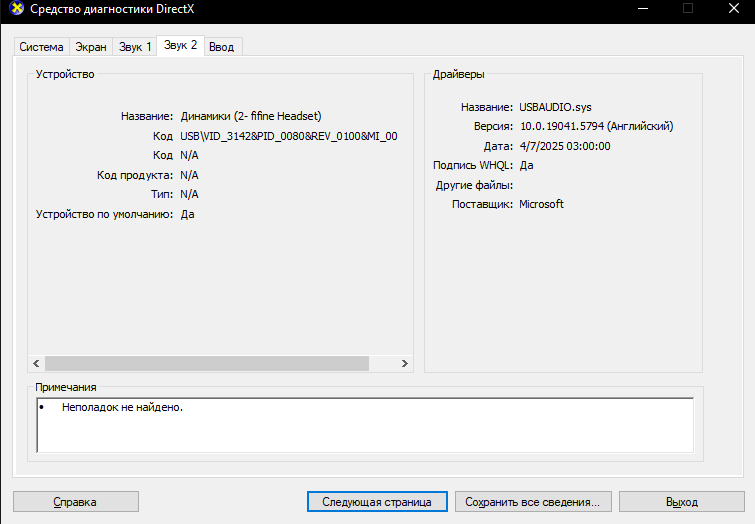 Средство диагностики DirectX
Система Экран Звук 1 Звук 2 Ввод
Устройство
Название: Динамики (2- fifine Headset)
Код USB\VID_3142&PID_0080&REV_0100&MI_00
Код N/A
Код продукта: N/A
Тип: N/A
Устройство по умолчанию: Да
Драйверы
Название: USBAUDIO.sys
Версия: 10.0.19041.5794 (Английский)
Дата: 4/7/2025 03:00:00
Подпись WHQL: Да
Другие файлы:
Поставщик: Microsoft
Примечания
• Неполадок не найдено.
Справка Следующая страница Сохранить все сведения... Выход